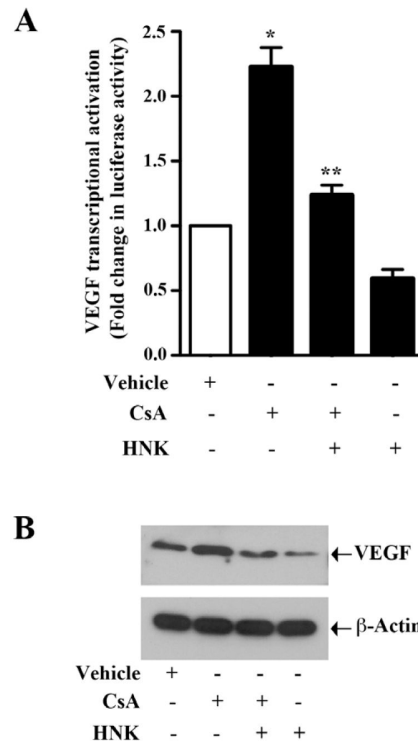 A
VEGF transcriptional activation
(Fold change in luciferase activity)
2.5
2.0
1.5
1.0
0.5
0.0
*
**
Vehicle + - - -
CsA - + + -
HNK - - + +
B
←VEGF
←β-Actin
Vehicle + - - -
CsA - + + -
HNK - - + +